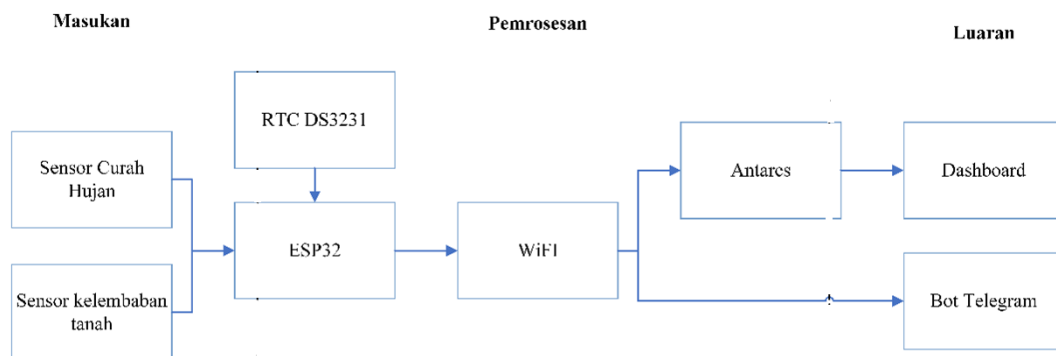 Masukan
Pemrosesan
Luaran
RTC DS3231
Sensor Curah
Hujan
Antares
Dashboard
ESP32
WiFI
Sensor kelembaban
tanah
Bot Telegram